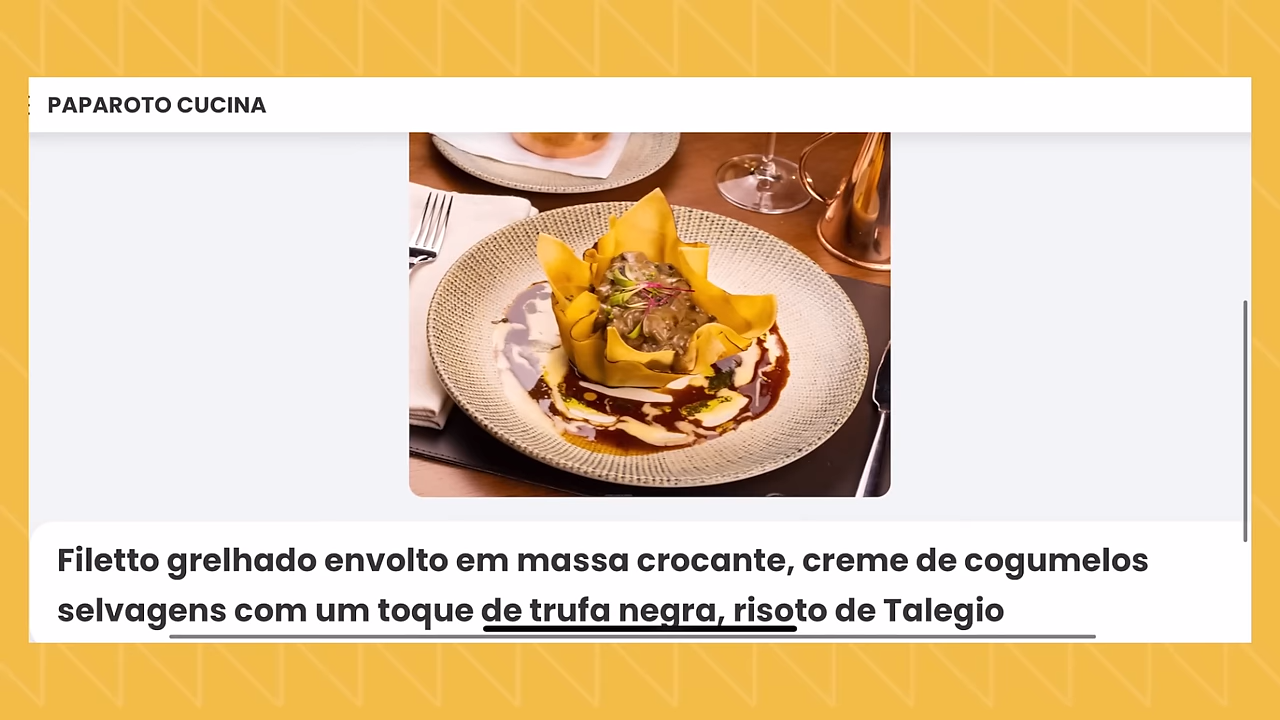 PAPAROTO CUCINA
Filetto grelhado envolto em massa crocante, creme de cogumelos
selvagens com um toque de trufa negra, risoto de Talegio